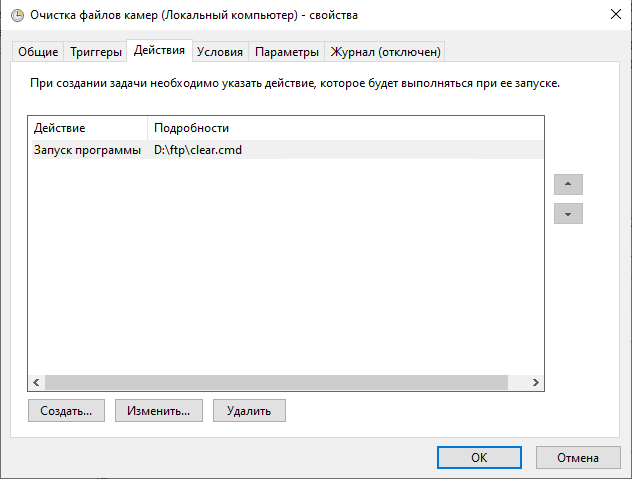 Очистка файлов камер (Локальный компьютер) - свойства
Общие Триггеры Действия Условия Параметры Журнал (отключен)
При создании задачи необходимо указать действие, которое будет выполняться при ее запуске.
Действие Подробности
Запуск программы D:\ftp\clear.cmd
Создать... Изменить... Удалить
OK Отмена